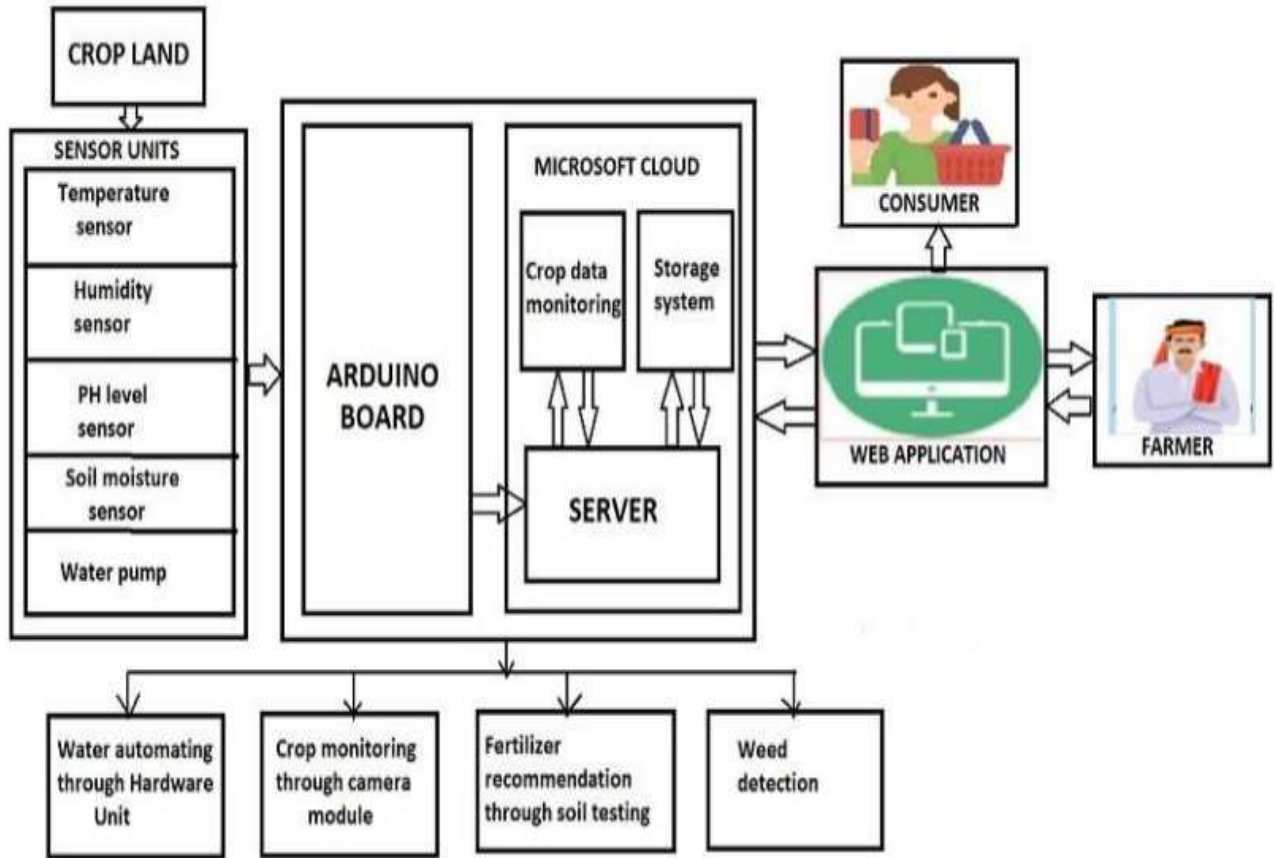 CROP LAND
SENSOR UNITS
Temperature
sensor
Humidity
sensor
PH level
sensor
Soil moisture
sensor
Water pump
ARDUINO
BOARD
MICROSOFT CLOUD
Crop data
monitoring
Storage
system
SERVER
CONSUMER
WEB APPLICATION
FARMER
Water automating
through Hardware
Unit
Crop monitoring
through camera
module
Fertilizer
recommendation
through soil testing
Weed
detection